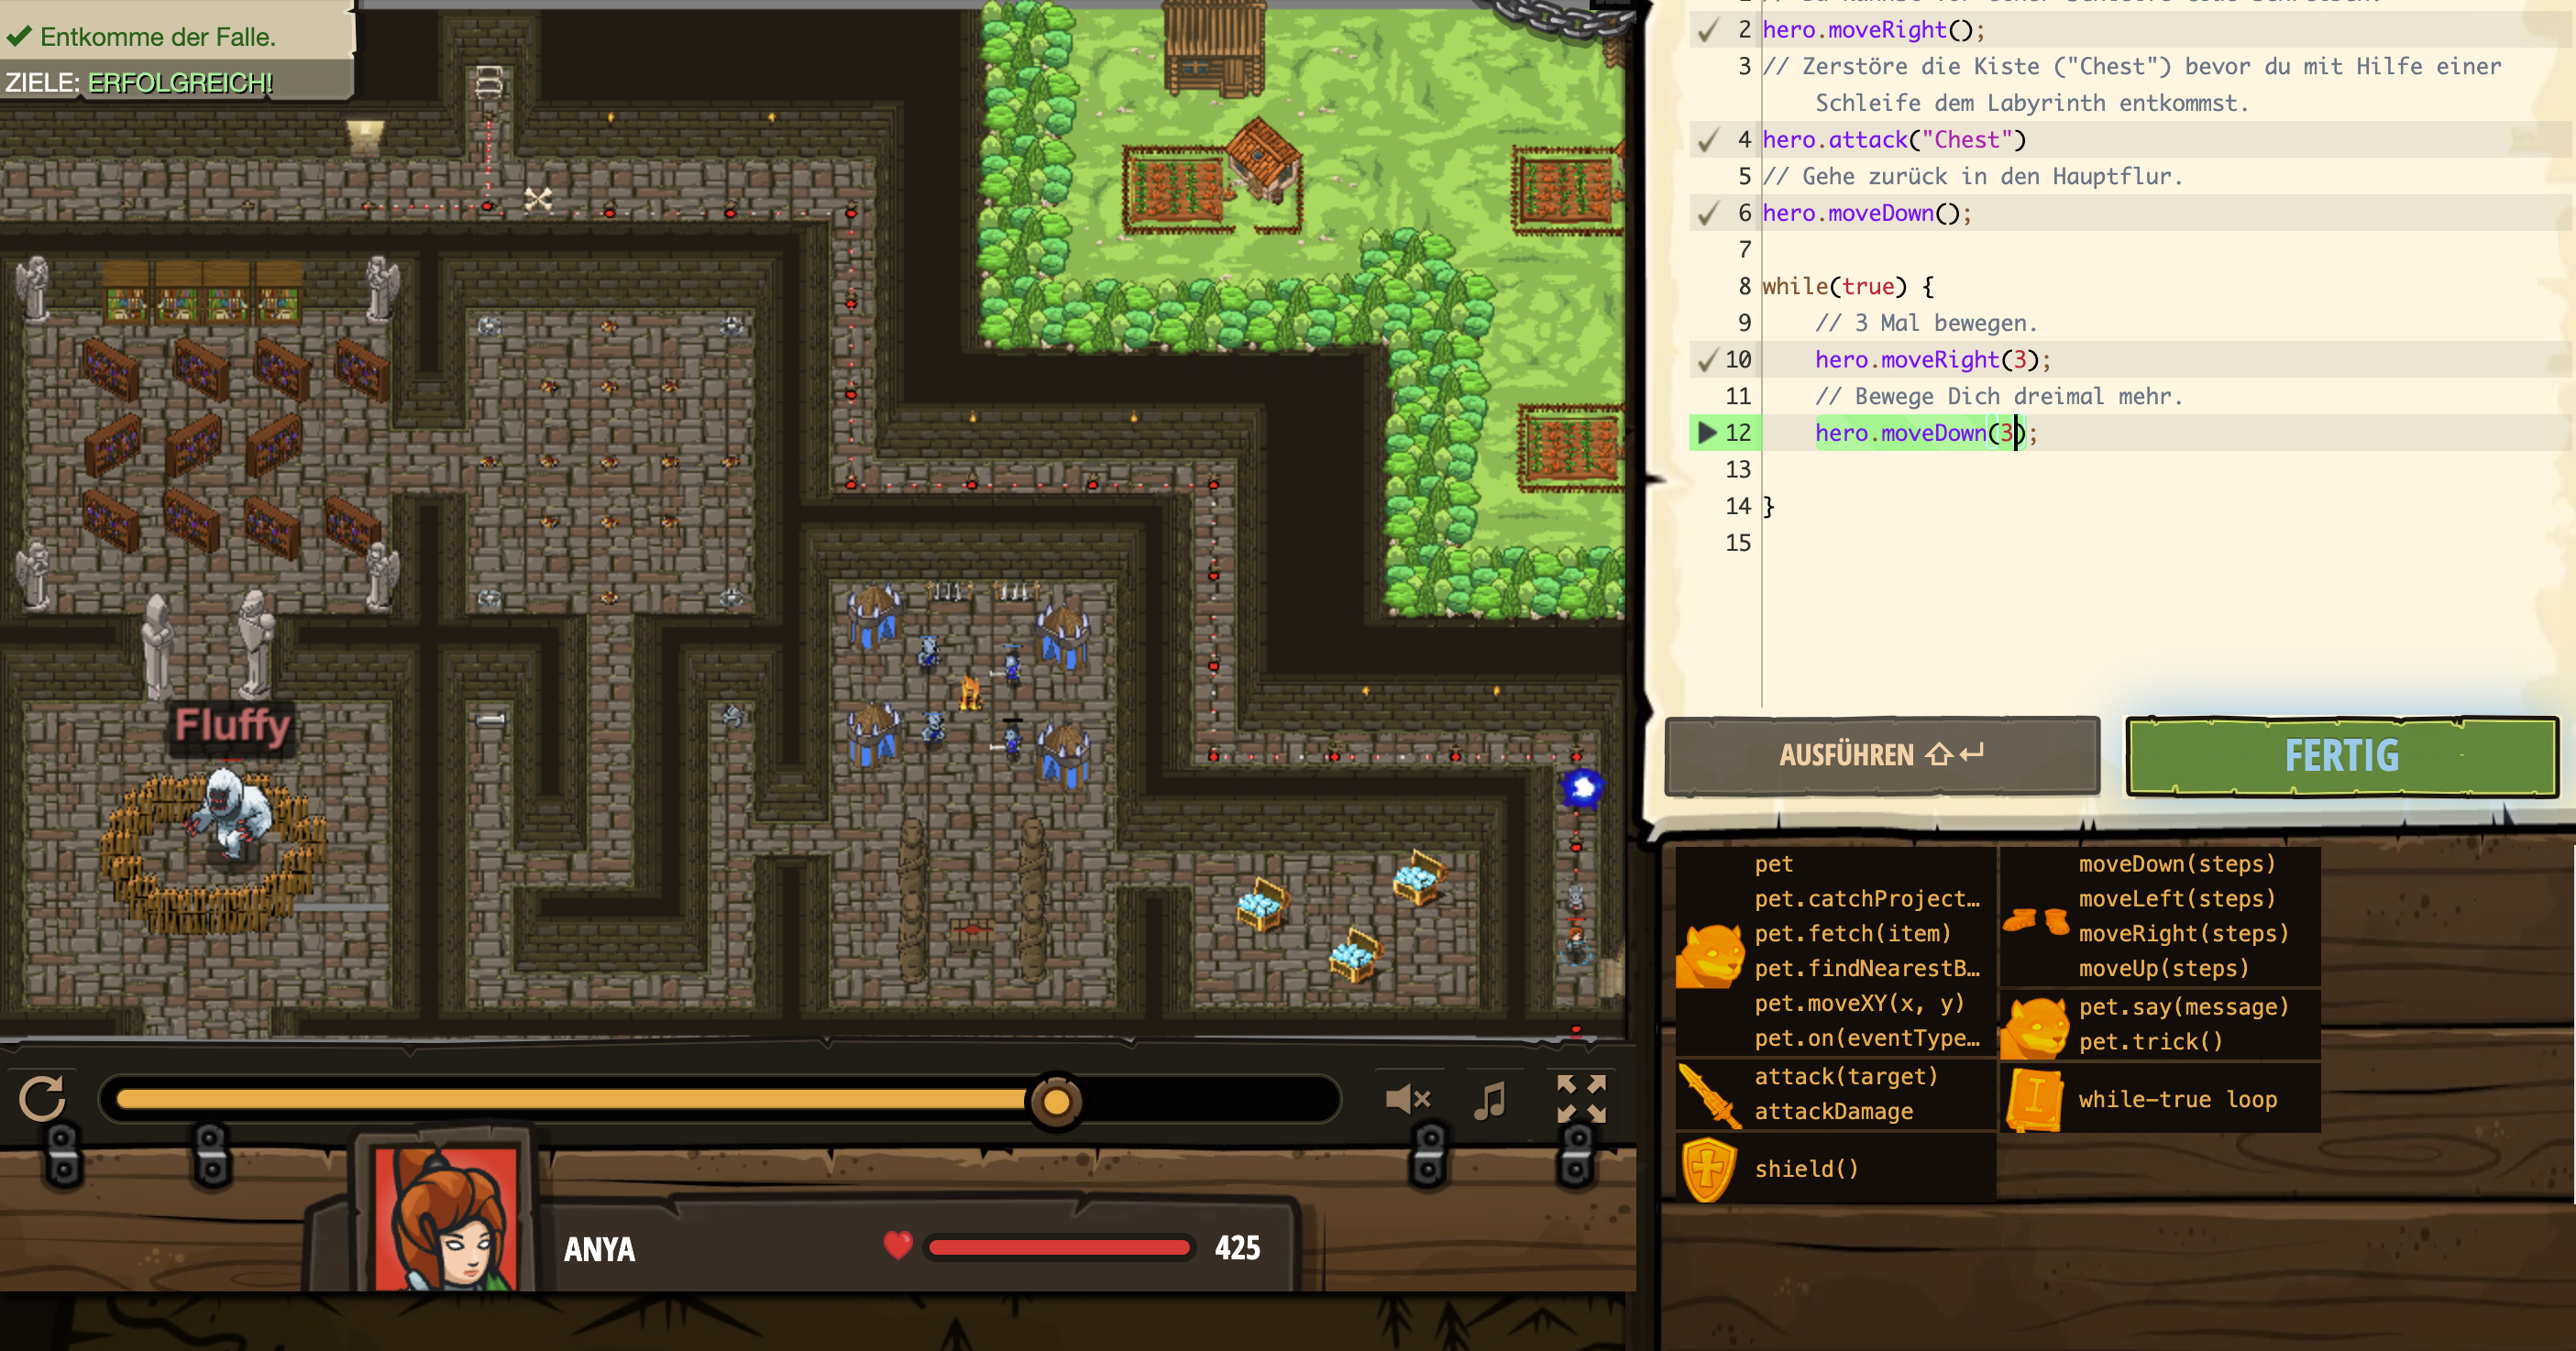 Entkomme der Falle.
ZIELE: ERFOLGREICH!
Fluffy
ANYA
425
2 hero.moveRight();
3 // Zerstöre die Kiste ("Chest") bevor du mit Hilfe einer
Schleife dem Labyrinth entkommst.
4 hero.attack("Chest")
5 // Gehe zurück in den Hauptflur.
6 hero.moveDown();
7
8 while(true) {
9 // 3 Mal bewegen.
10 hero.moveRight(3);
11 // Bewege Dich dreimal mehr.
12 hero.moveDown(3);
13
14 }
15
AUSFÜHREN
FERTIG
pet
pet.catchProject…
pet.fetch(item)
pet.findNearestB…
pet.moveXY(x, y)
pet.on(eventType…
attack(target)
attackDamage
shield()
moveDown(steps)
moveLeft(steps)
moveRight(steps)
moveUp(steps)
pet.say(message)
pet.trick()
while-true loop